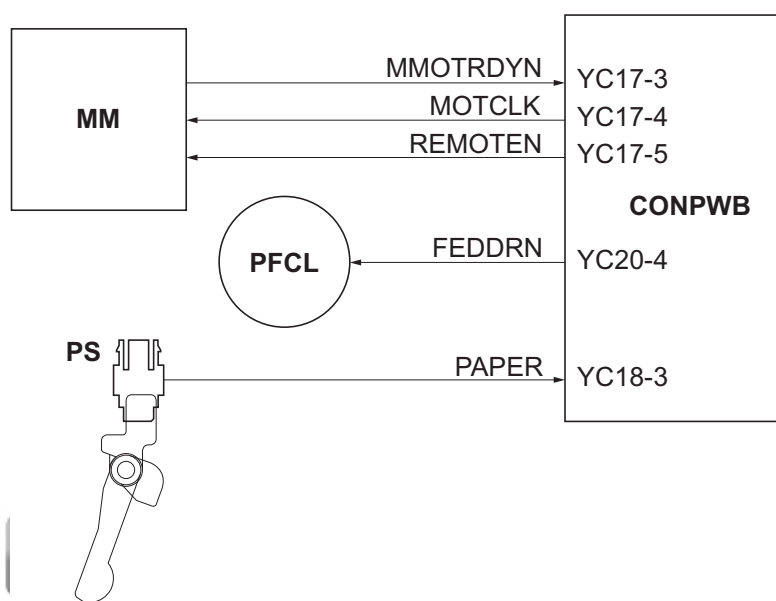 MM
MMOTRDYN
MOTCLK
REMOTEN
YC17-3
YC17-4
YC17-5
CONPWB
PFCL
FEDDRN
YC20-4
PS
PAPER
YC18-3